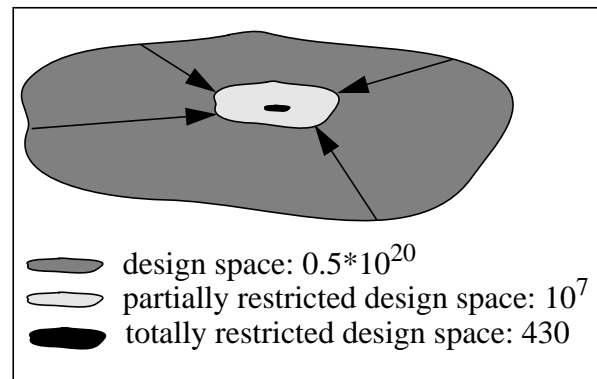 design space: 0.5*10^20
partially restricted design space: 10^7
totally restricted design space: 430